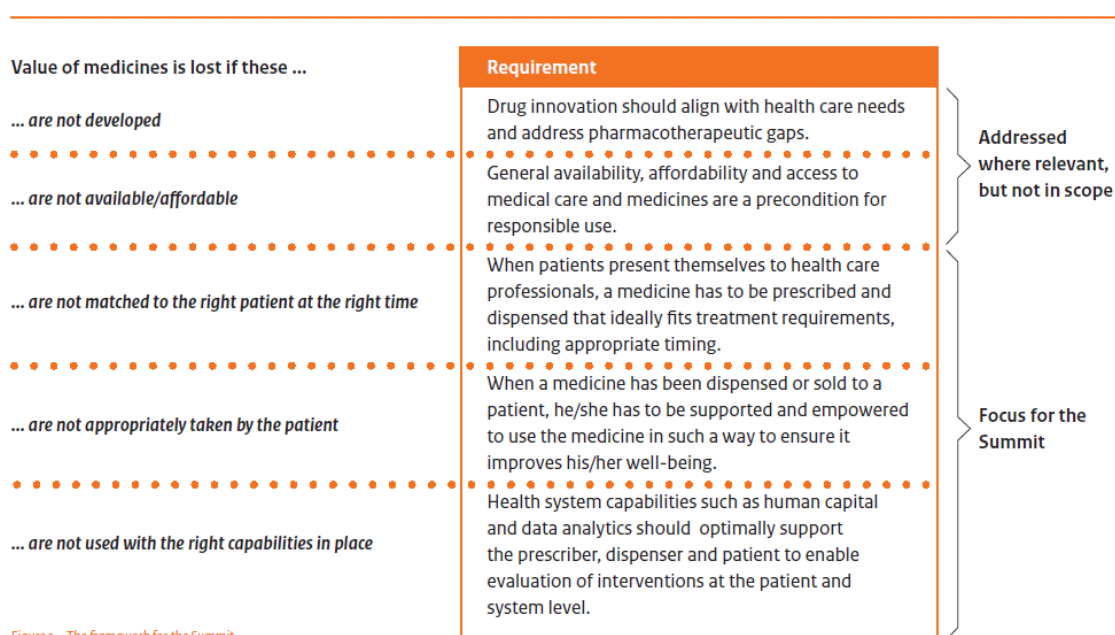 Value of medicines is lost if these ...
Requirement
... are not developed
Drug innovation should align with health care needs
and address pharmacotherapeutic gaps.
... are not available/affordable
General availability, affordability and access to
medical care and medicines are a precondition for
responsible use.
Addressed
where relevant,
but not in scope
... are not matched to the right patient at the right time
When patients present themselves to health care
professionals, a medicine has to be prescribed and
dispensed that ideally fits treatment requirements,
including appropriate timing.
... are not appropriately taken by the patient
When a medicine has been dispensed or sold to a
patient, he/she has to be supported and empowered
to use the medicine in such a way to ensure it
improves his/her well-being.
... are not used with the right capabilities in place
Health system capabilities such as human capital
and data analytics should optimally support
the prescriber, dispenser and patient to enable
evaluation of interventions at the patient and
system level.
Focus for the
Summit
The framework for the Summit